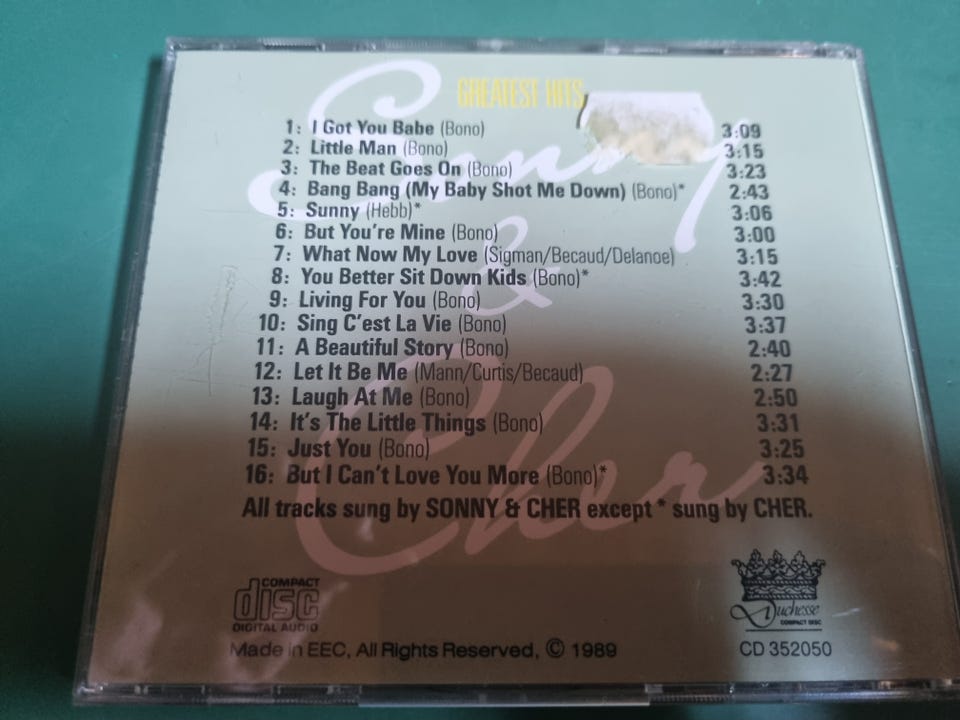 GREATEST HITS
Sonny & Cher
1: I Got You Babe (Bono) 3:09
2: Little Man (Bono) 3:15
3: The Beat Goes On (Bono) 3:23
4: Bang Bang (My Baby Shot Me Down) (Bono)* 2:43
5: Sunny (Hebb)* 3:06
6: But You're Mine (Bono) 3:00
7: What Now My Love (Sigman/Becaud/Delanoe) 3:15
8: You Better Sit Down Kids (Bono)* 3:42
9: Living For You (Bono) 3:30
10: Sing C'est La Vie (Bono) 3:37
11: A Beautiful Story (Bono) 2:40
12: Let It Be Me (Mann/Curtis/Becaud) 2:27
13: Laugh At Me (Bono) 2:50
14: It's The Little Things (Bono) 3:31
15: Just You (Bono) 3:25
16: But I Can't Love You More (Bono)* 3:34
All tracks sung by SONNY & CHER except * sung by CHER.
COMPACT
disc
DIGITAL AUDIO
Duchesse
COMPACT DISC
Made in EEC, All Rights Reserved, © 1989
CD 352050